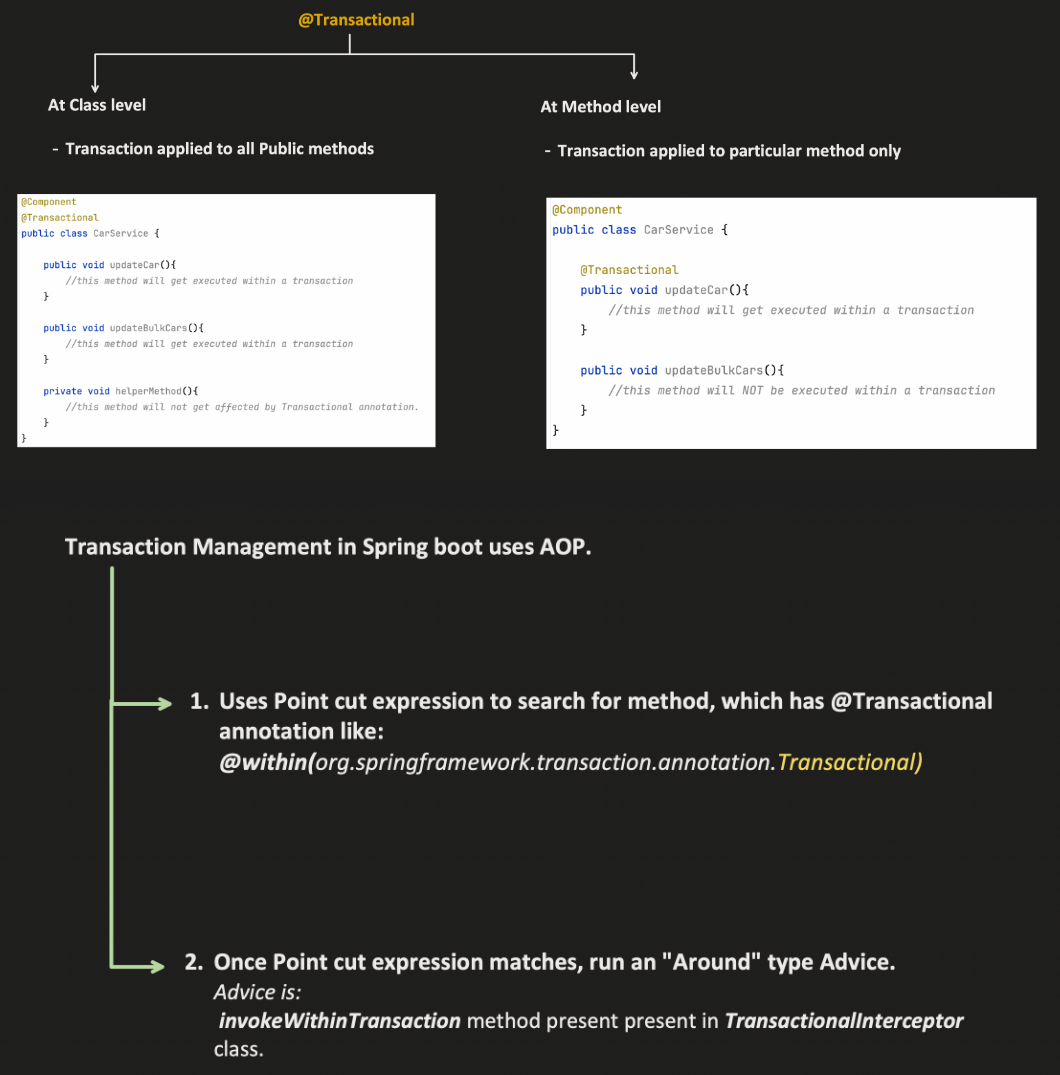 @Transactional
At Class level
- Transaction applied to all Public methods
@Component
@Transactional
public class CarService {
public void updateCar(){
//this method will get executed within a transaction
}
public void updateBulkCars(){
//this method will get executed within a transaction
}
private void helperMethod(){
//this method will not get affected by Transactional annotation.
}
}
At Method level
- Transaction applied to particular method only
@Component
public class CarService {
@Transactional
public void updateCar(){
//this method will get executed within a transaction
}
public void updateBulkCars(){
//this method will NOT be executed within a transaction
}
}
Transaction Management in Spring boot uses AOP.
1. Uses Point cut expression to search for method, which has @Transactional
annotation like:
@within(org.springframework.transaction.annotation.Transactional)
2. Once Point cut expression matches, run an "Around" type Advice.
Advice is:
invokeWithinTransaction method present present in TransactionalInterceptor
class.